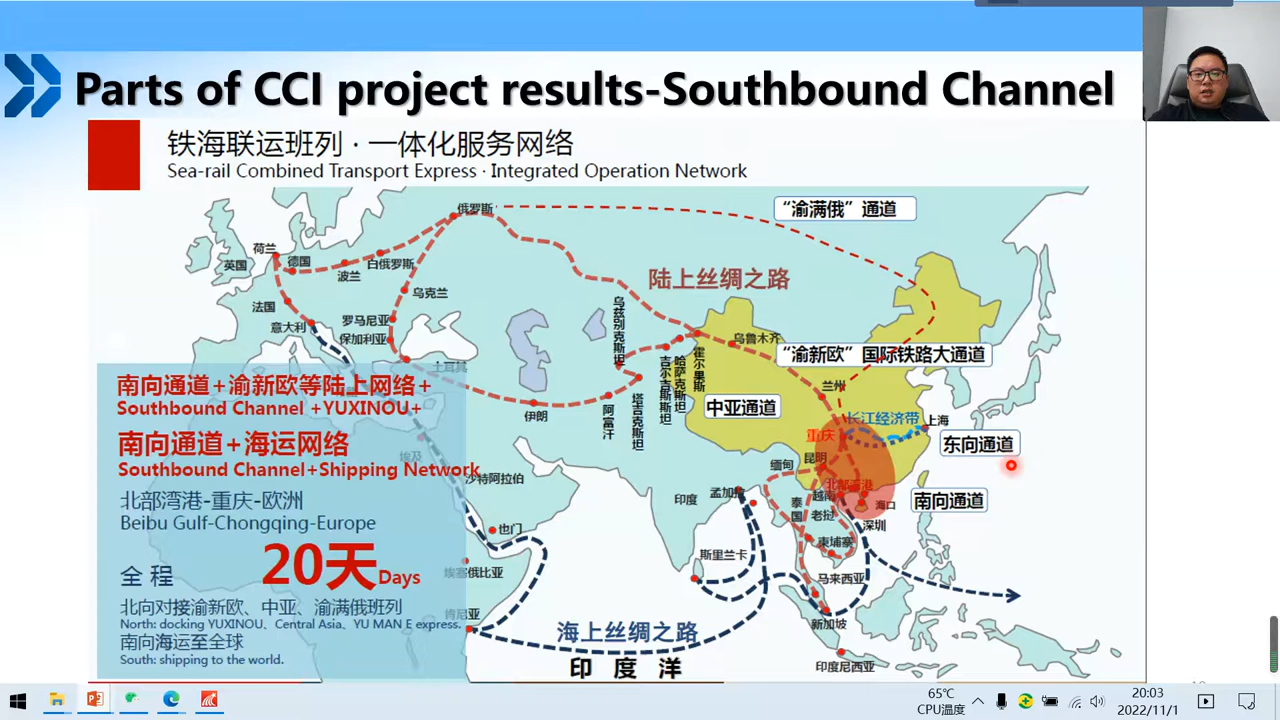 Parts of CCI project results-Southbound Channel
铁海联运班列 · 一体化服务网络
Sea-rail Combined Transport Express · Integrated Operation Network
俄罗斯
“渝满俄”通道
荷兰
英国
德国
波兰
白俄罗斯
陆上丝绸之路
法国
乌克兰
意大利
罗马尼亚
保加利亚
乌兹别克斯坦
乌鲁木齐
“渝新欧”国际铁路大通道
土耳其
吉尔吉斯斯坦
哈萨克斯坦
霍尔果斯
兰州
伊朗
阿富汗
塔吉克斯坦
中亚通道
长江经济带
上海
重庆
东向通道
南向通道+渝新欧等陆上网络+
Southbound Channel +YUXINOU+
南向通道+海运网络
Southbound Channel+Shipping Network
埃及
沙特阿拉伯
缅甸
昆明
印度
孟加拉
北部湾港
越南
海口
南向通道
泰国
老挝
深圳
北部湾港-重庆-欧洲
Beibu Gulf-Chongqing-Europe
也门
柬埔寨
斯里兰卡
全 程
20天Days
埃塞俄比亚
马来西亚
北向对接渝新欧、中亚、渝满俄班列
North: docking YUXINOU、Central Asia、YU MAN E express.
肯尼亚
新加坡
海上丝绸之路
南向海运至全球
South: shipping to the world.
印 度 洋
印度尼西亚
65℃
CPU温度
20:03
2022/11/1